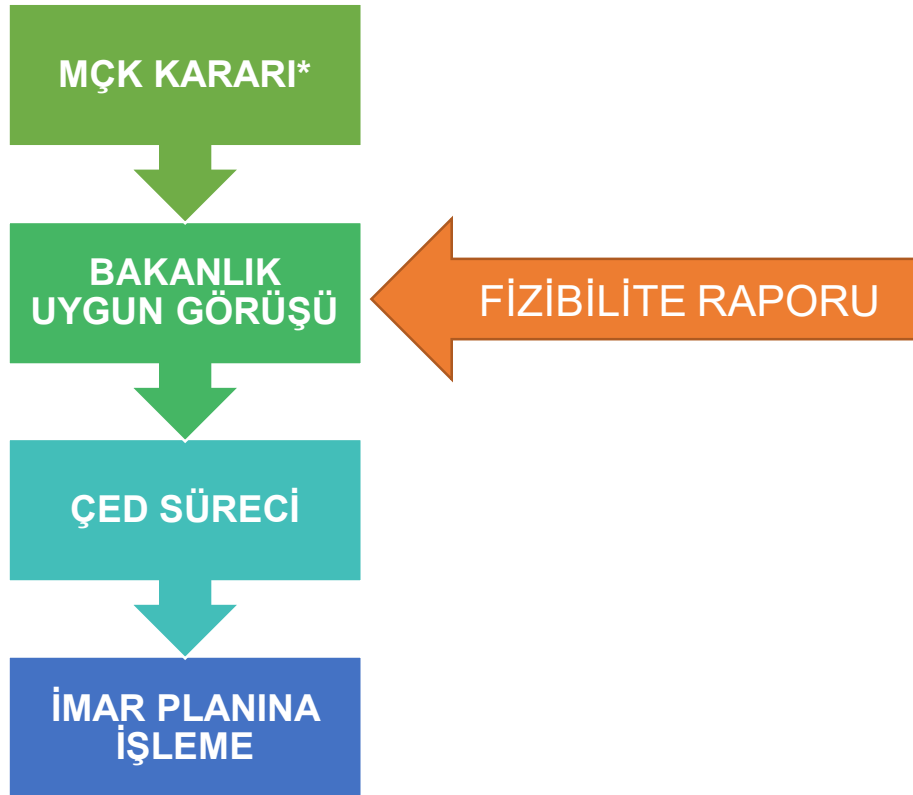 MÇK KARARI*
BAKANLIK
UYGUN GÖRÜŞÜ
FİZİBİLİTE RAPORU
ÇED SÜRECİ
İMAR PLANINA
İŞLEME